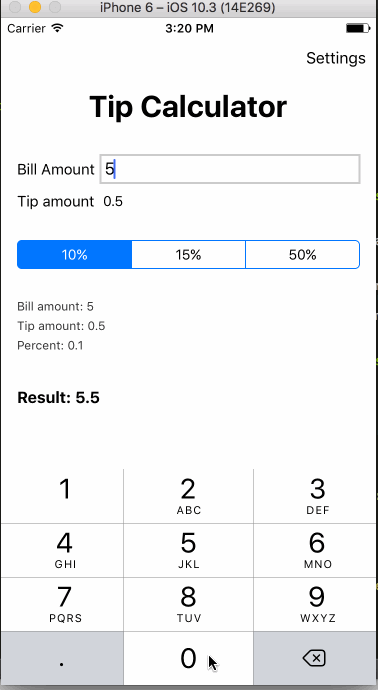 iPhone 6 – iOS 10.3 (14E269)
Carrier 3:20 PM
Settings
Tip Calculator
Bill Amount 5
Tip amount 0.5
10% 15% 50%
Bill amount: 5
Tip amount: 0.5
Percent: 0.1
Result: 5.5
1 2 3
ABC DEF
4 5 6
GHI JKL MNO
7 8 9
PQRS TUV WXYZ
. 0